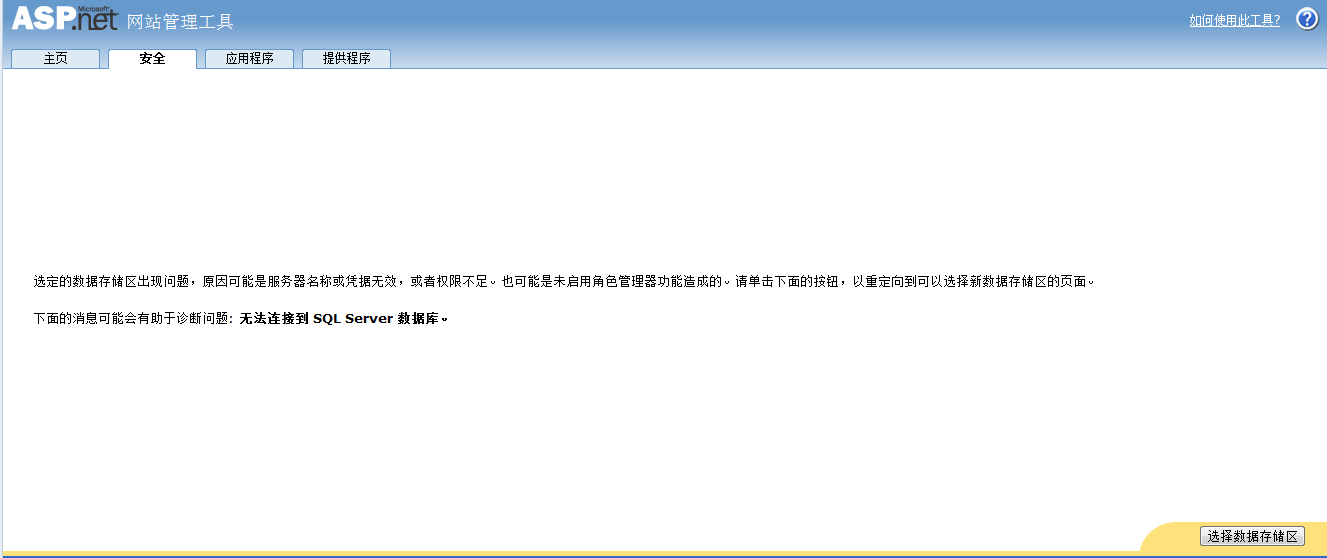 Microsoft
ASP.net 网站管理工具
如何使用此工具?
?
主页
安全
应用程序
提供程序
选定的数据存储区出现问题，原因可能是服务器名称或凭据无效，或者权限不足。也可能是未启用角色管理器功能造成的。请单击下面的按钮，以重定向到可以选择新数据存储区的页面。
下面的消息可能会有助于诊断问题: 无法连接到 SQL Server 数据库。
选择数据存储区